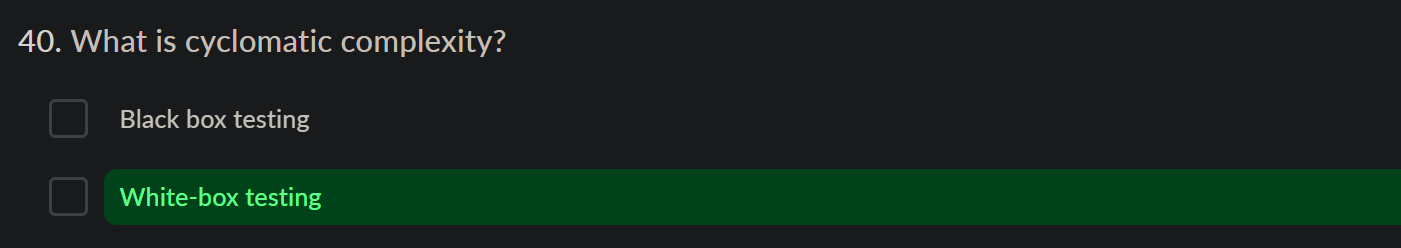 40. What is cyclomatic complexity?
Black box testing
White-box testing